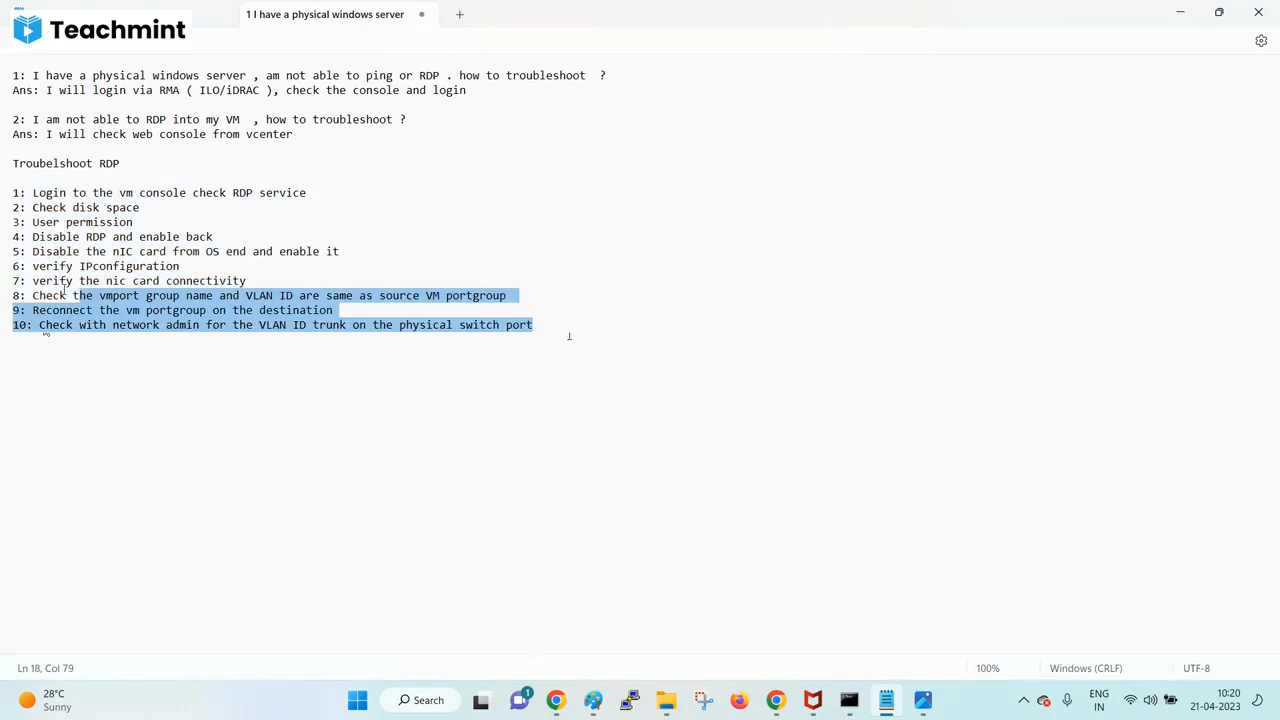 Teachmint
1 I have a physical windows server
1: I have a physical windows server , am not able to ping or RDP . how to troubleshoot ?
Ans: I will login via RMA ( ILO/iDRAC ), check the console and login
2: I am not able to RDP into my VM , how to troubleshoot ?
Ans: I will check web console from vcenter
Troubelshoot RDP
1: Login to the vm console check RDP service
2: Check disk space
3: User permission
4: Disable RDP and enable back
5: Disable the nIC card from OS end and enable it
6: verify IPconfiguration
7: verify the nic card connectivity
8: Check the vmport group name and VLAN ID are same as source VM portgroup
9: Reconnect the vm portgroup on the destination
10: Check with network admin for the VLAN ID trunk on the physical switch port
Ln 18, Col 79
100%
Windows (CRLF)
UTF-8
28°C
Sunny
Search
1
ENG
IN
10:20
21-04-2023